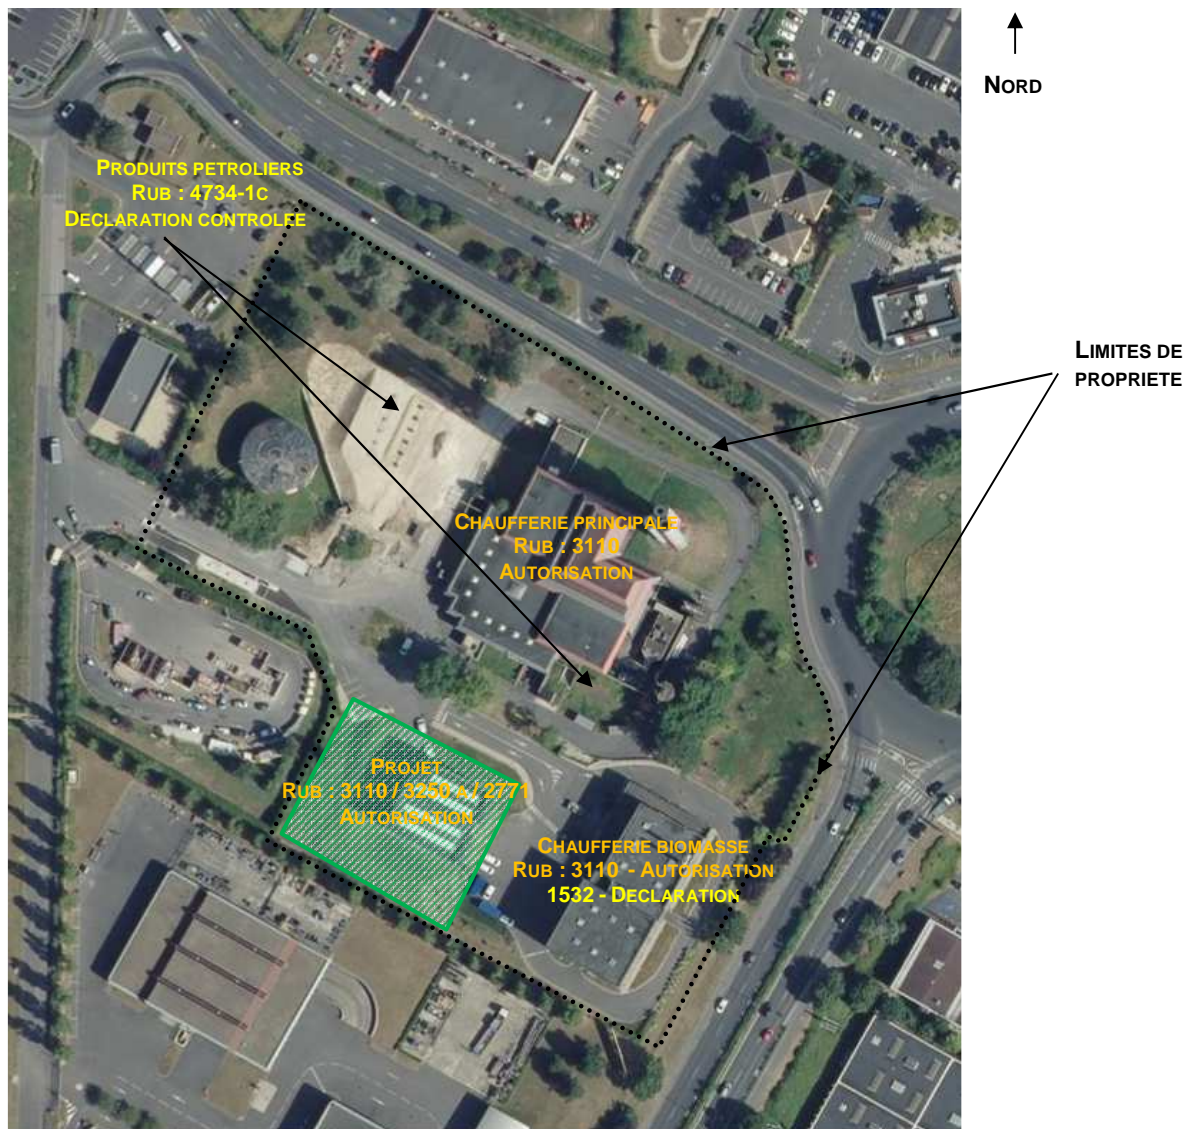 NORD
PRODUITS PETROLIERS
RUB : 4734-1C
DECLARATION CONTROLEE
LIMITES DE
PROPRIETE
CHAUFFERIE PRINCIPALE
RUB : 3110
AUTORISATION
PROJET
RUB : 3110 / 3250 A / 2771
AUTORISATION
CHAUFFERIE BIOMASSE
RUB : 3110 - AUTORISATION
1532 - DECLARATION